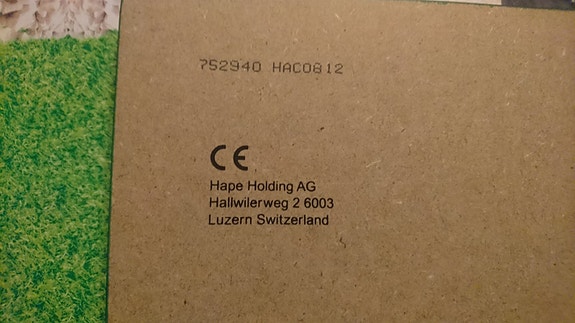 752940 HAC0812
CE
Hape Holding AG
Hallwilerweg 2 6003
Luzern Switzerland